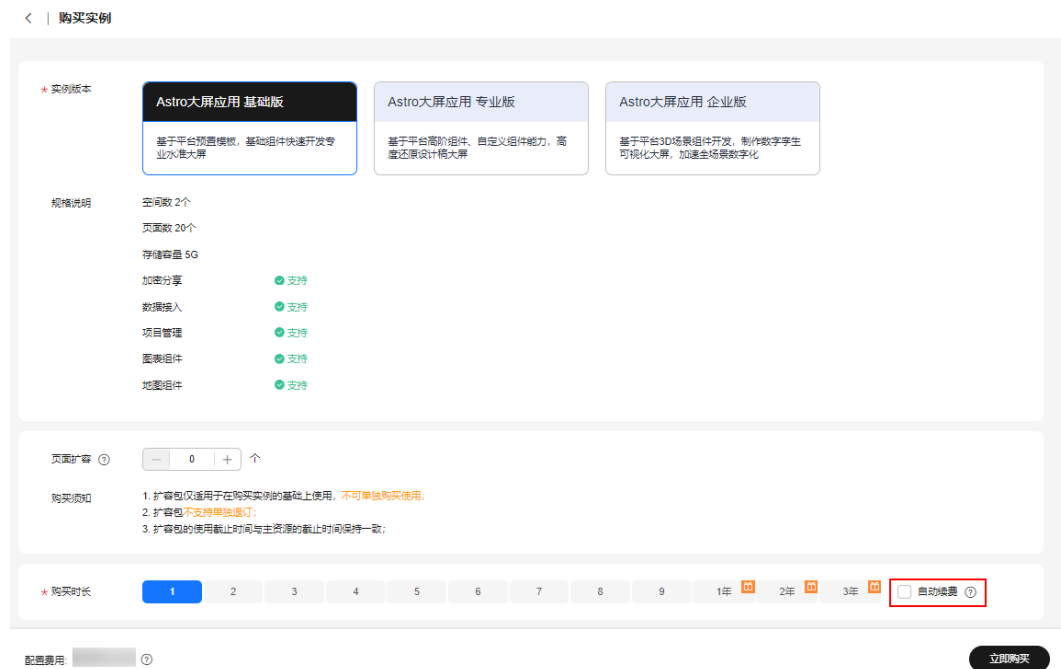 购买实例
* 实例版本
Astro大屏应用 基础版
基于平台预置模板，基础组件快速开发专
业水准大屏
Astro大屏应用 专业版
基于平台高阶组件、自定义组件能力，高
度还原设计稿大屏
Astro大屏应用 企业版
基于平台3D场景组件开发，制作数字孪生
可视化大屏，加速全场景数字化
规格说明
空间数 2个
页面数 20个
存储容量 5G
加密分享 支持
数据接入 支持
项目管理 支持
图表组件 支持
地图组件 支持
页面扩容 ? − 0 + 个
购买须知
1. 扩容包仅适用于在购买实例的基础上使用，不可单独购买使用;
2. 扩容包不支持单独退订;
3. 扩容包的使用截止时间与主资源的截止时间保持一致;
* 购买时长 1 2 3 4 5 6 7 8 9 1年 2年 3年 自动续费 ?
配置费用: ? 立即购买